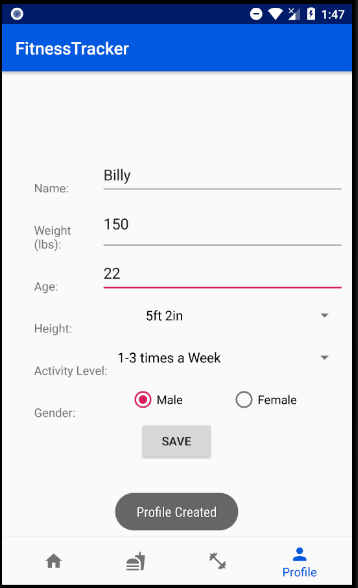 1:47
FitnessTracker
Name: Billy
Weight (lbs): 150
Age: 22
Height: 5ft 2in
Activity Level: 1-3 times a Week
Gender: Male Female
SAVE
Profile Created
Profile